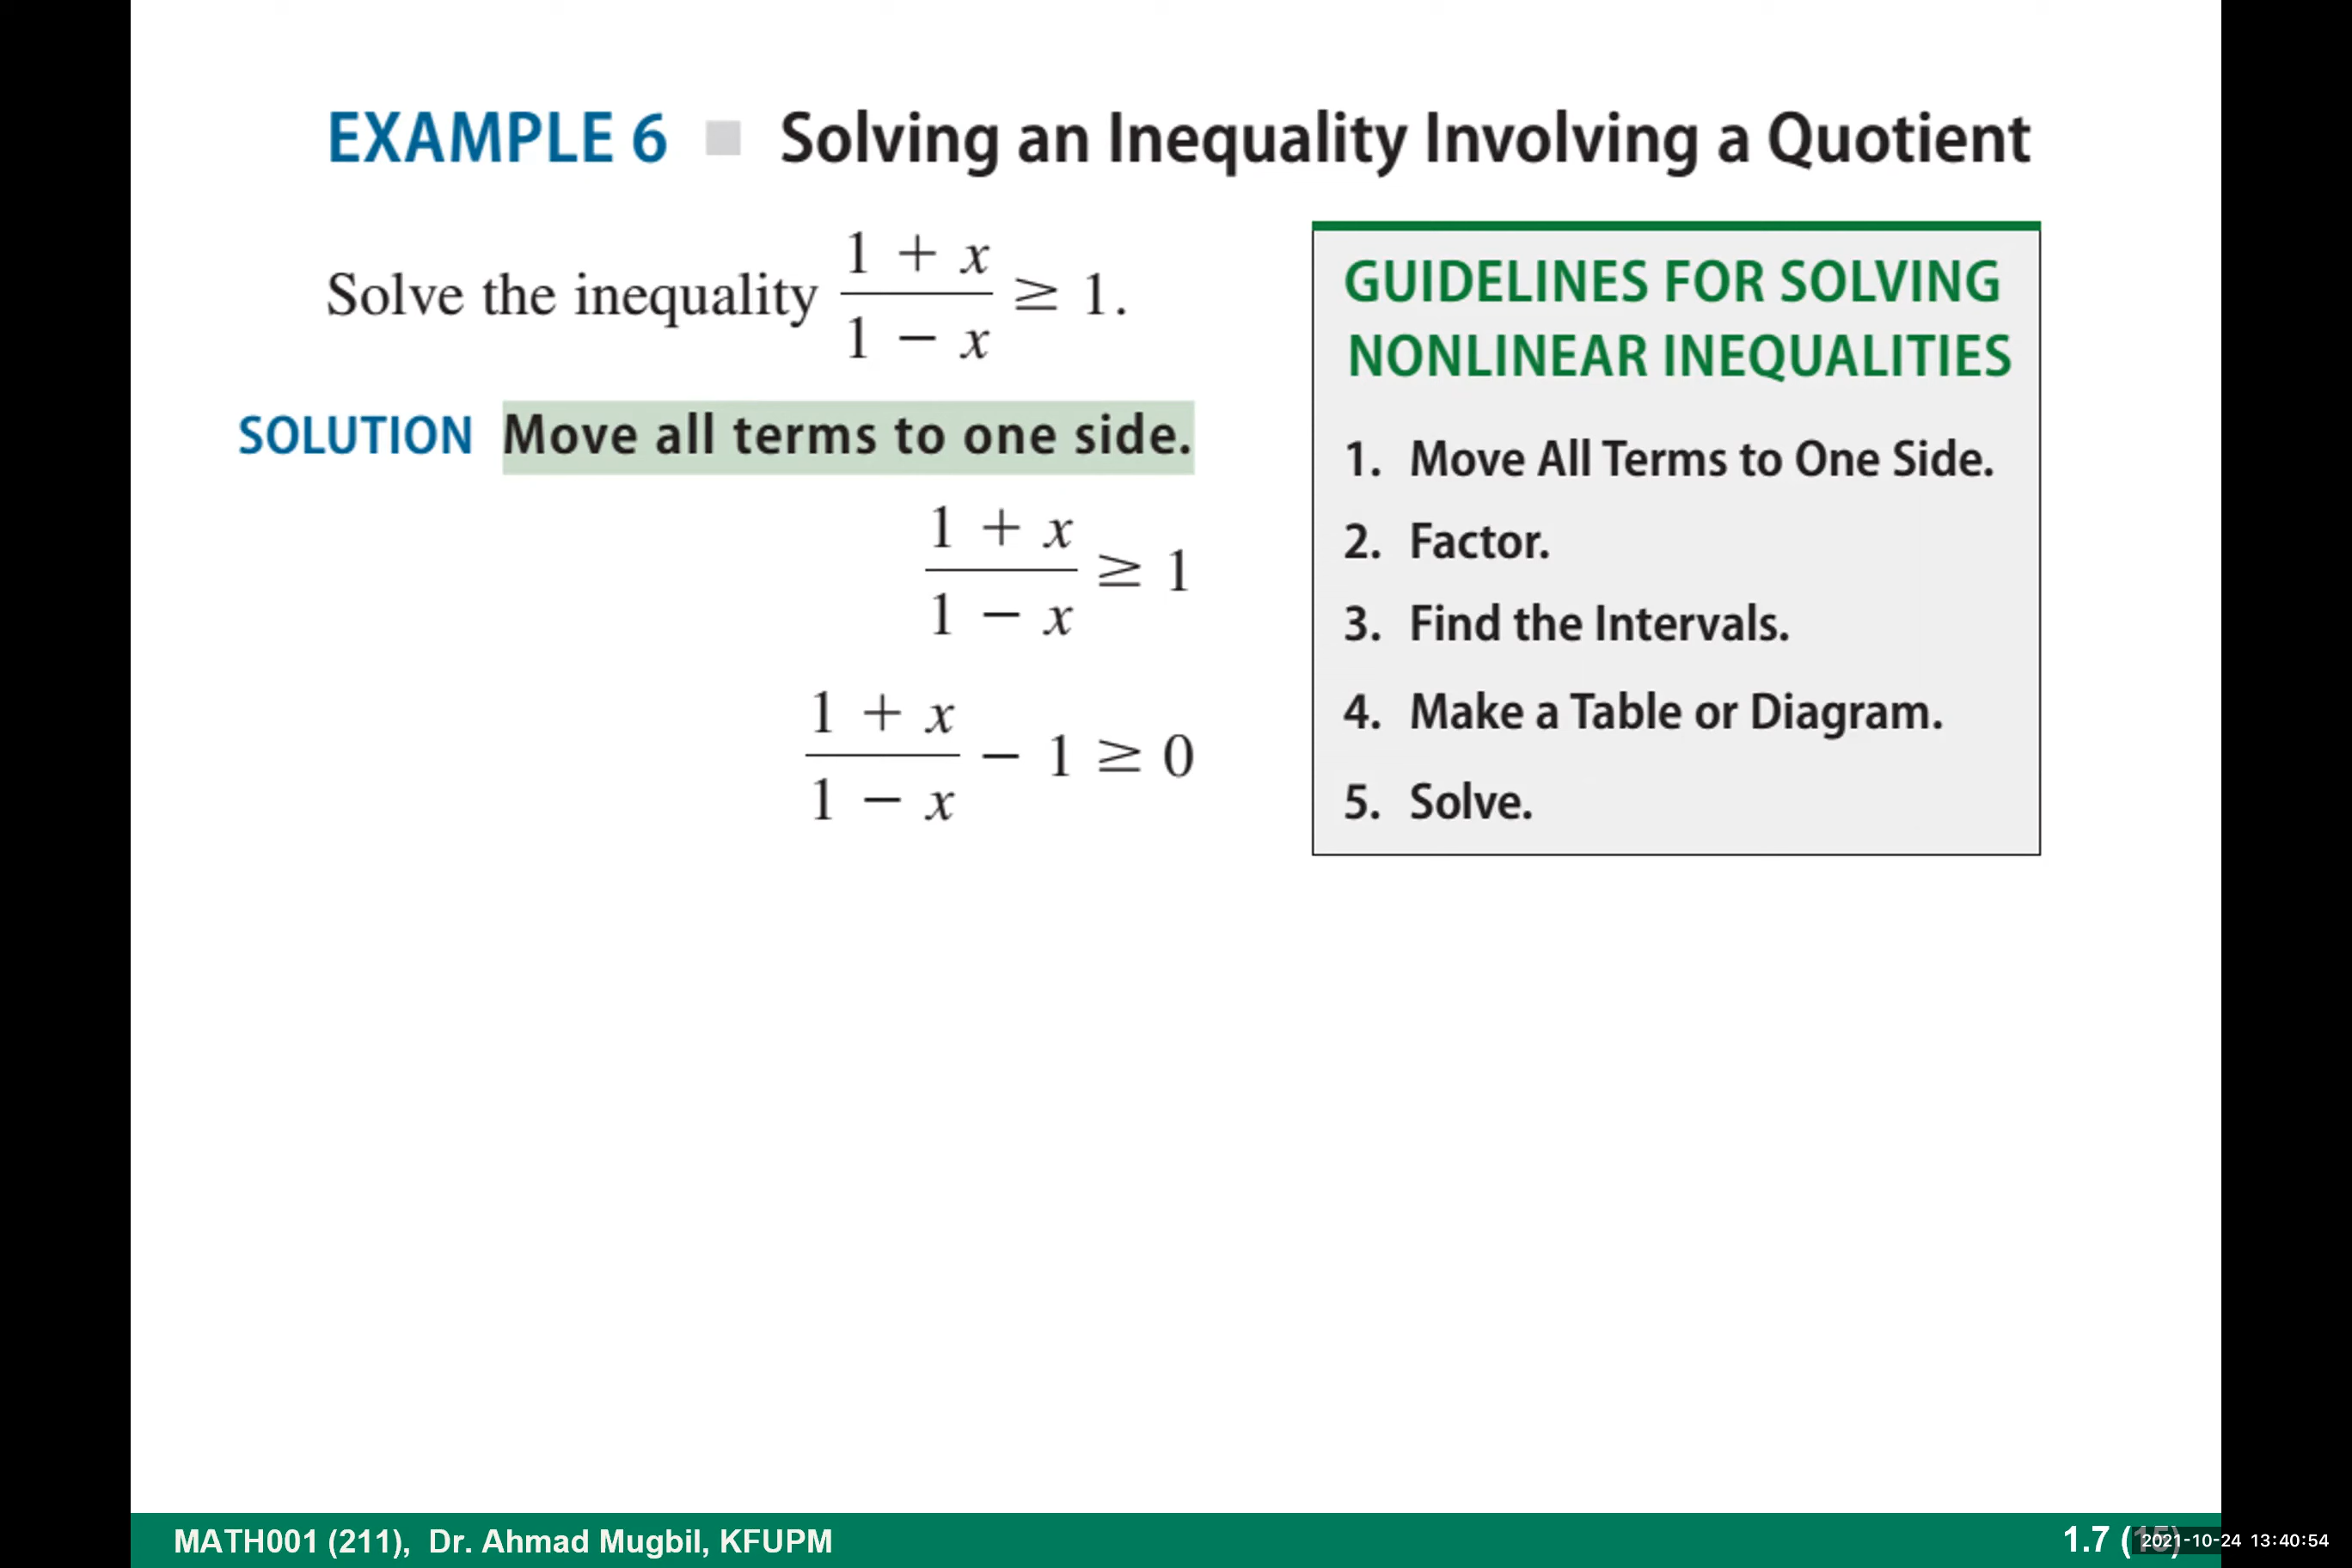 EXAMPLE 6 ■ Solving an Inequality Involving a Quotient
Solve the inequality (1 + x)/(1 − x) ≥ 1.
SOLUTION Move all terms to one side.
(1 + x)/(1 − x) ≥ 1
(1 + x)/(1 − x) − 1 ≥ 0
GUIDELINES FOR SOLVING
NONLINEAR INEQUALITIES
1. Move All Terms to One Side.
2. Factor.
3. Find the Intervals.
4. Make a Table or Diagram.
5. Solve.
MATH001 (211), Dr. Ahmad Mugbil, KFUPM
1.7 (15)
2021-10-24 13:40:54